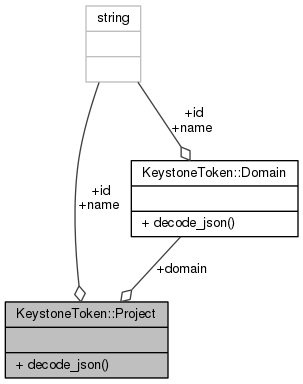 string
+id
+name
KeystoneToken::Domain
+ decode_json()
+id
+name
+domain
KeystoneToken::Project
+ decode_json()